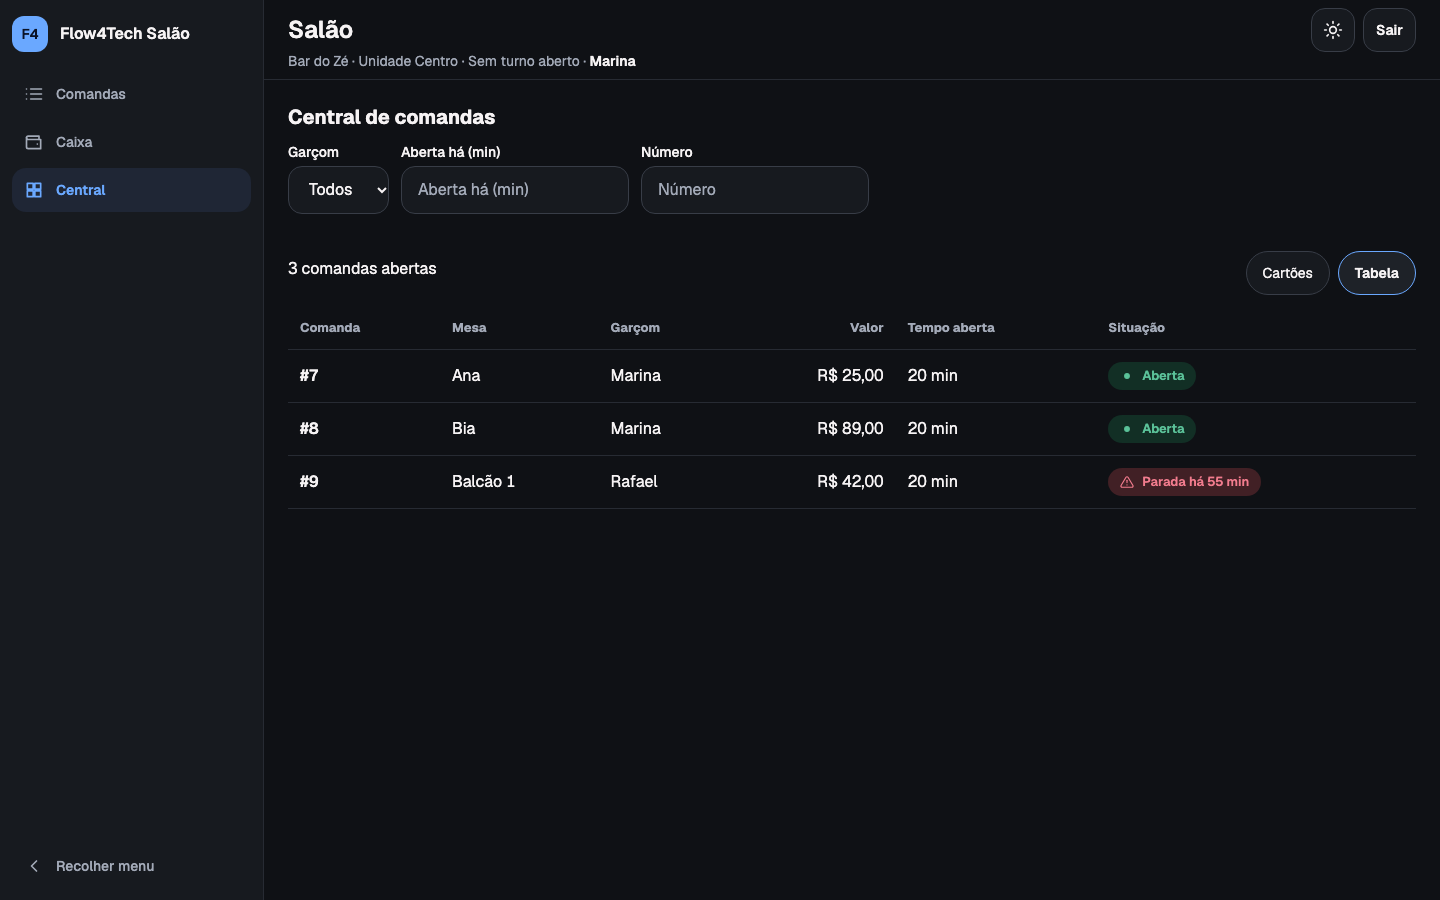 F4 Flow4Tech Salão
Comandas
Caixa
Central
Recolher menu
Salão
Bar do Zé · Unidade Centro · Sem turno aberto · Marina
Sair
Central de comandas
Garçom Aberta há (min) Número
Todos Aberta há (min) Número
3 comandas abertas
Cartões Tabela
Comanda Mesa Garçom Valor Tempo aberta Situação
#7 Ana Marina R$ 25,00 20 min Aberta
#8 Bia Marina R$ 89,00 20 min Aberta
#9 Balcão 1 Rafael R$ 42,00 20 min Parada há 55 min